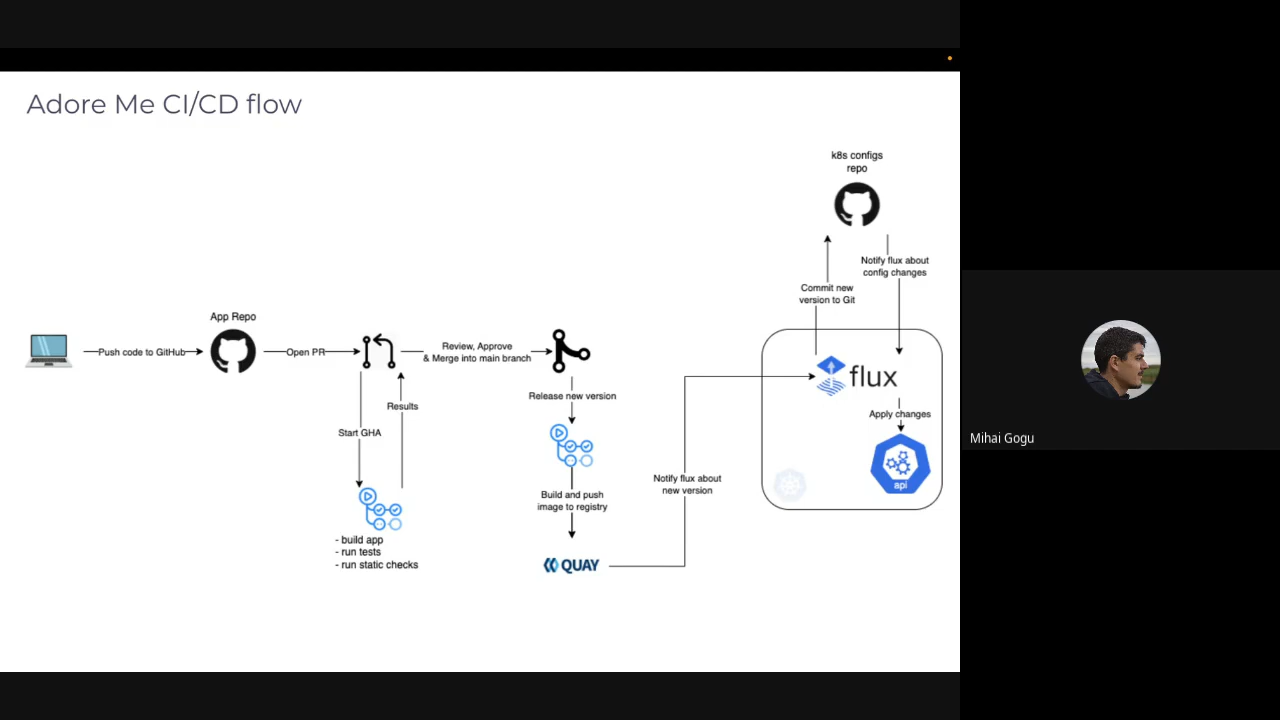 Adore Me CI/CD flow
k8s configs
repo
Notify flux about
config changes
Commit new
version to Git
App Repo
Push code to GitHub
Open PR
Review, Approve
& Merge into main branch
flux
Release new version
Results
Apply changes
Start GHA
api
Notify flux about
new version
Build and push
image to registry
- build app
- run tests
- run static checks
QUAY
Mihai Gogu